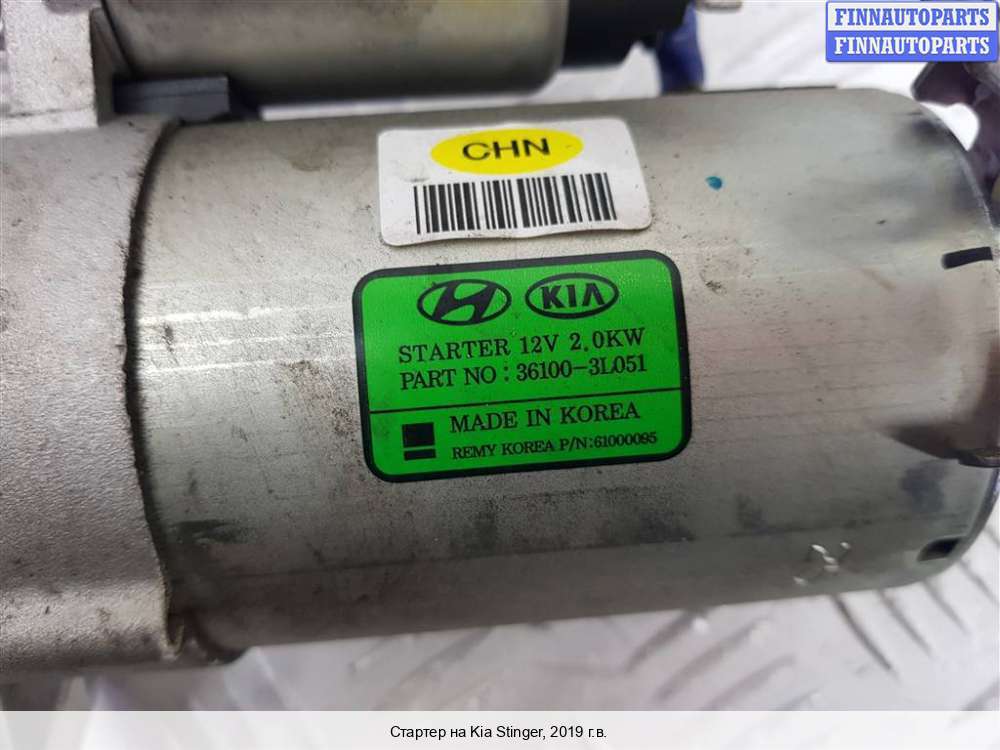 FINNAUTOPARTS
FINNAUTOPARTS
CHN
KIA
STARTER 12V 2.0KW
PART NO : 36100-3L051
MADE IN KOREA
REMY KOREA P/N:61000095
Стартер на Kia Stinger, 2019 г.в.